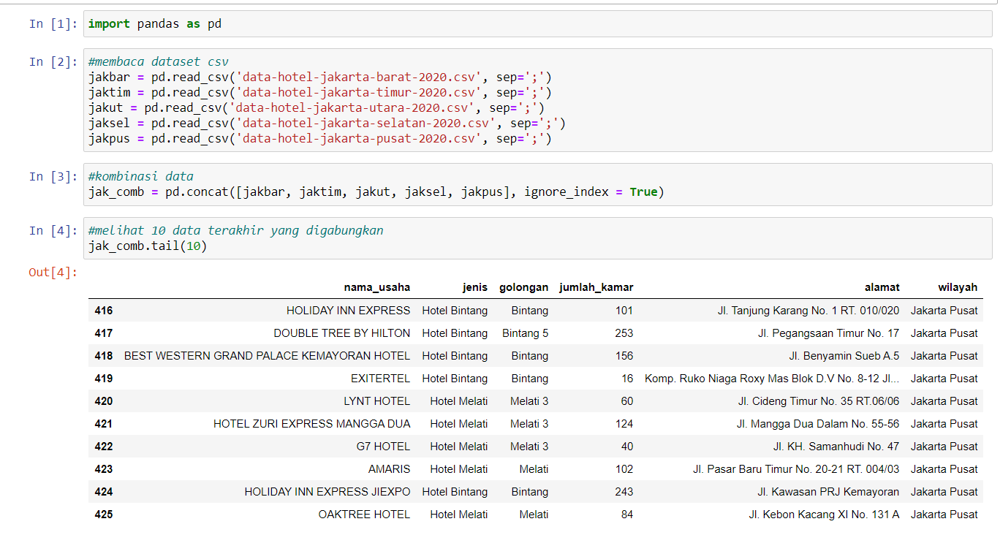 In [1]: import pandas as pd
In [2]: #membaca dataset csv
jakbar = pd.read_csv('data-hotel-jakarta-barat-2020.csv', sep=';')
jaktim = pd.read_csv('data-hotel-jakarta-timur-2020.csv', sep=';')
jakut = pd.read_csv('data-hotel-jakarta-utara-2020.csv', sep=';')
jaksel = pd.read_csv('data-hotel-jakarta-selatan-2020.csv', sep=';')
jakpus = pd.read_csv('data-hotel-jakarta-pusat-2020.csv', sep=';')
In [3]: #kombinasi data
jak_comb = pd.concat([jakbar, jaktim, jakut, jaksel, jakpus], ignore_index = True)
In [4]: #melihat 10 data terakhir yang digabungkan
jak_comb.tail(10)
Out[4]:
nama_usaha jenis golongan jumlah_kamar alamat wilayah
416 HOLIDAY INN EXPRESS Hotel Bintang Bintang 101 Jl. Tanjung Karang No. 1 RT. 010/020 Jakarta Pusat
417 DOUBLE TREE BY HILTON Hotel Bintang Bintang 5 253 Jl. Pegangsaan Timur No. 17 Jakarta Pusat
418 BEST WESTERN GRAND PALACE KEMAYORAN HOTEL Hotel Bintang Bintang 156 Jl. Benyamin Sueb A.5 Jakarta Pusat
419 EXITERTEL Hotel Bintang Bintang 16 Komp. Ruko Niaga Roxy Mas Blok D.V No. 8-12 Jl... Jakarta Pusat
420 LYNT HOTEL Hotel Melati Melati 3 60 Jl. Cideng Timur No. 35 RT.06/06 Jakarta Pusat
421 HOTEL ZURI EXPRESS MANGGA DUA Hotel Melati Melati 3 124 Jl. Mangga Dua Dalam No. 55-56 Jakarta Pusat
422 G7 HOTEL Hotel Melati Melati 3 40 Jl. KH. Samanhudi No. 47 Jakarta Pusat
423 AMARIS Hotel Melati Melati 102 Jl. Pasar Baru Timur No. 20-21 RT. 004/03 Jakarta Pusat
424 HOLIDAY INN EXPRESS JIEXPO Hotel Bintang Bintang 243 Jl. Kawasan PRJ Kemayoran Jakarta Pusat
425 OAKTREE HOTEL Hotel Melati Melati 84 Jl. Kebon Kacang XI No. 131 A Jakarta Pusat